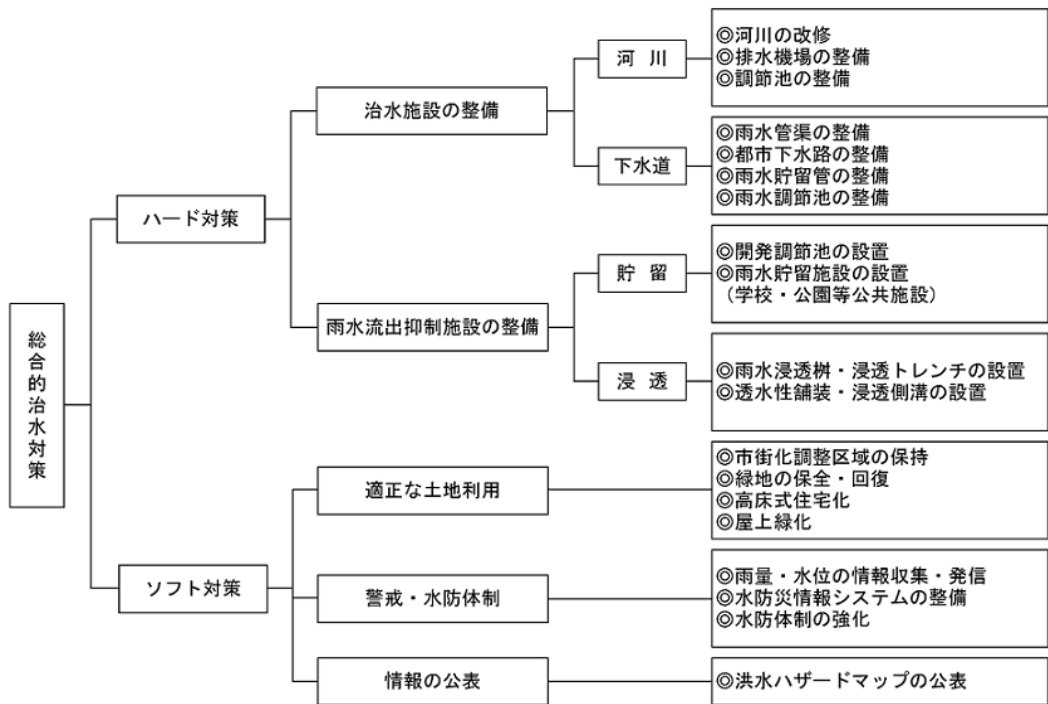 総合的治水対策
ハード対策
治水施設の整備
河川
◎河川の改修
◎排水機場の整備
◎調節池の整備
下水道
◎雨水管渠の整備
◎都市下水路の整備
◎雨水貯留管の整備
◎雨水調節池の整備
雨水流出抑制施設の整備
貯留
◎開発調節池の設置
◎雨水貯留施設の設置
（学校・公園等公共施設）
浸透
◎雨水浸透桝・浸透トレンチの設置
◎透水性舗装・浸透側溝の設置
ソフト対策
適正な土地利用
◎市街化調整区域の保持
◎緑地の保全・回復
◎高床式住宅化
◎屋上緑化
警戒・水防体制
◎雨量・水位の情報収集・発信
◎水防災情報システムの整備
◎水防体制の強化
情報の公表
◎洪水ハザードマップの公表